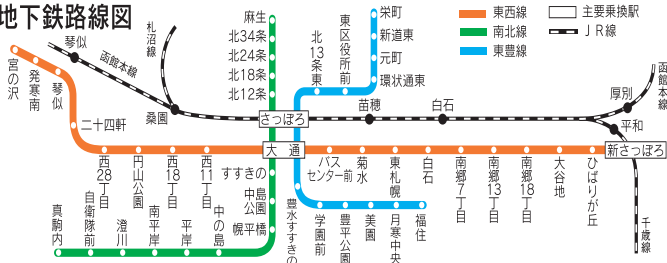 地下鉄路線図
東西線
南北線
東豊線
主要乗換駅
JR線
札沼線
函館本線
琴似
桑園
宮の沢
発寒南
琴似
二十四軒
西28丁目
円山公園
西18丁目
西11丁目
麻生
北34条
北24条
北18条
北12条
さっぽろ
大通
すすきの
中島公園
幌平橋
中の島
平岸
南平岸
澄川
自衛隊前
真駒内
栄町
新道東
元町
環状通東
東区役所前
北13条東
豊水すすきの
学園前
豊平公園
美園
月寒中央
福住
バスセンター前
菊水
東札幌
白石
南郷7丁目
南郷13丁目
南郷18丁目
大谷地
ひばりが丘
新さっぽろ
苗穂
白石
厚別
平和
函館本線
千歳線